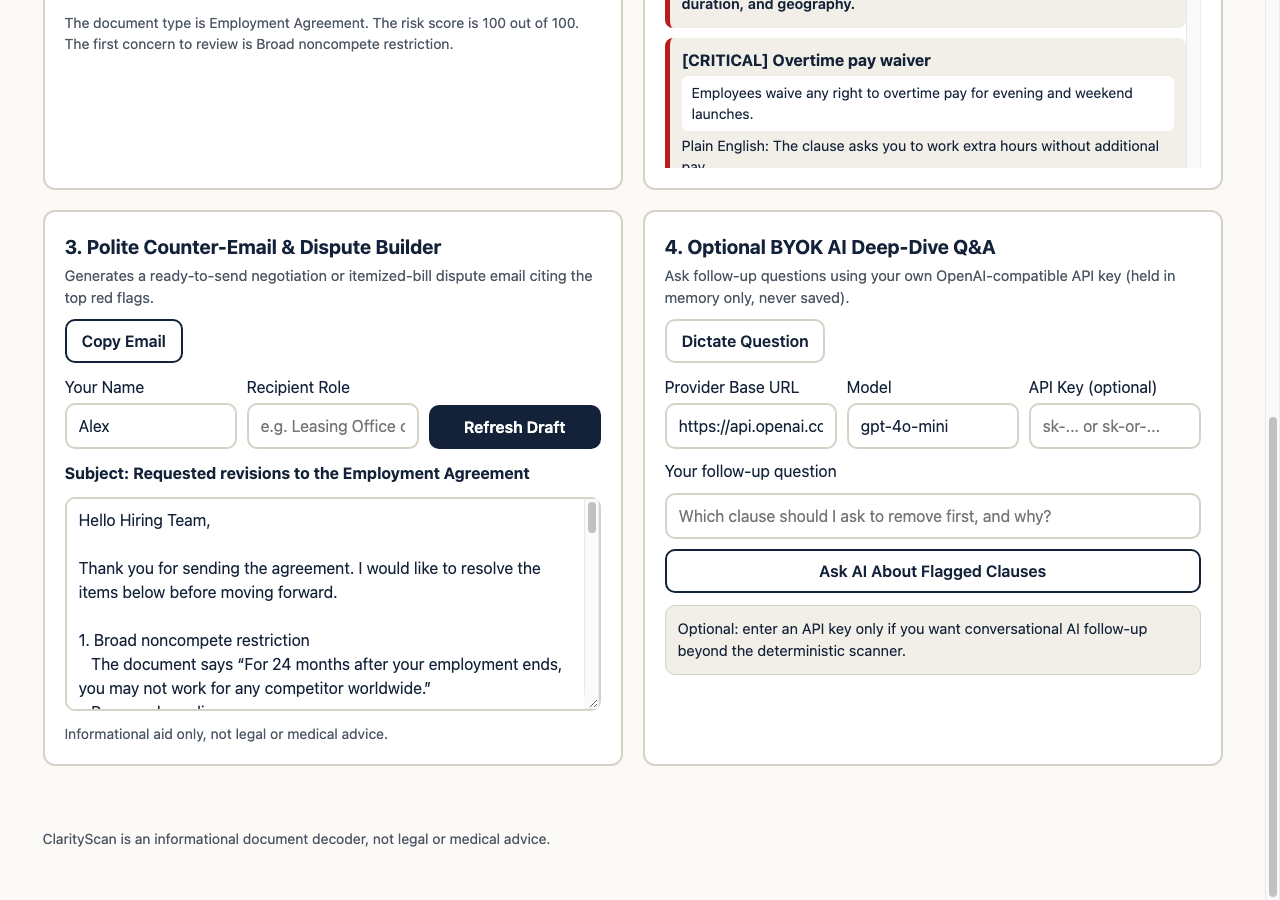 The document type is Employment Agreement. The risk score is 100 out of 100.
The first concern to review is Broad noncompete restriction.
duration, and geography.
[CRITICAL] Overtime pay waiver
Employees waive any right to overtime pay for evening and weekend
launches.
Plain English: The clause asks you to work extra hours without additional
pay.
3. Polite Counter-Email & Dispute Builder
Generates a ready-to-send negotiation or itemized-bill dispute email citing the
top red flags.
Copy Email
Your Name
Recipient Role
Alex
e.g. Leasing Office
Refresh Draft
Subject: Requested revisions to the Employment Agreement
Hello Hiring Team,
Thank you for sending the agreement. I would like to resolve the
items below before moving forward.
1. Broad noncompete restriction
The document says “For 24 months after your employment ends,
you may not work for any competitor worldwide.”
Informational aid only, not legal or medical advice.
4. Optional BYOK AI Deep-Dive Q&A
Ask follow-up questions using your own OpenAI-compatible API key (held in
memory only, never saved).
Dictate Question
Provider Base URL
Model
API Key (optional)
https://api.openai.cc
gpt-4o-mini
sk-... or sk-or-...
Your follow-up question
Which clause should I ask to remove first, and why?
Ask AI About Flagged Clauses
Optional: enter an API key only if you want conversational AI follow-up
beyond the deterministic scanner.
ClarityScan is an informational document decoder, not legal or medical advice.